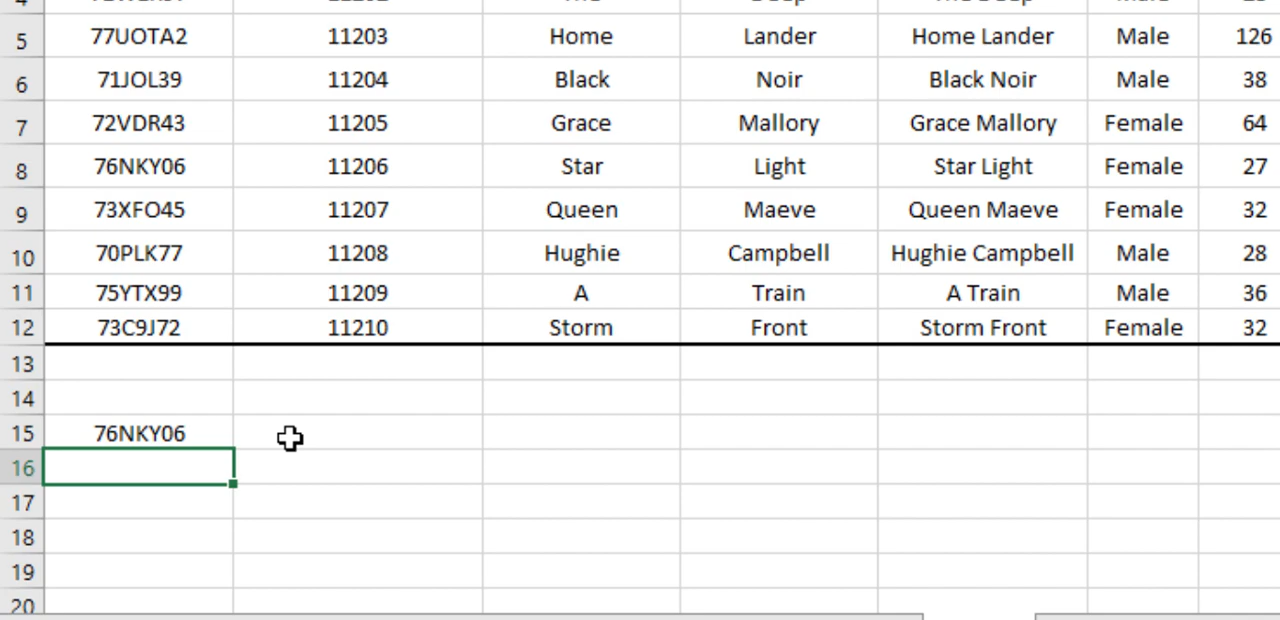 5 77UOTA2 11203 Home Lander Home Lander Male 126
6 71JOL39 11204 Black Noir Black Noir Male 38
7 72VDR43 11205 Grace Mallory Grace Mallory Female 64
8 76NKY06 11206 Star Light Star Light Female 27
9 73XFO45 11207 Queen Maeve Queen Maeve Female 32
10 70PLK77 11208 Hughie Campbell Hughie Campbell Male 28
11 75YTX99 11209 A Train A Train Male 36
12 73C9J72 11210 Storm Front Storm Front Female 32
13
14
15 76NKY06
16
17
18
19
20